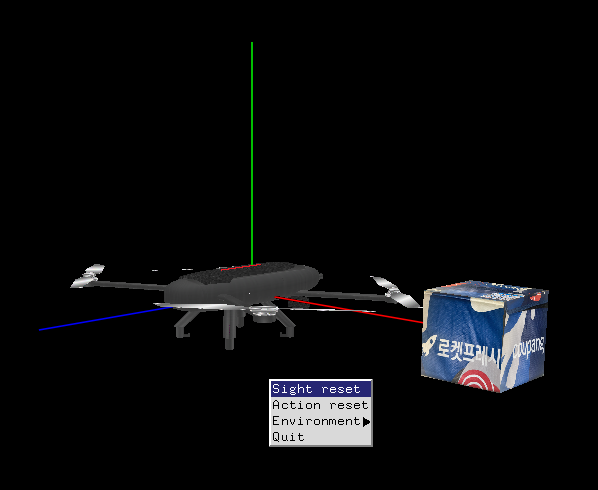 로켓프레시
coupang
Sight reset
Action reset
Environment
Quit